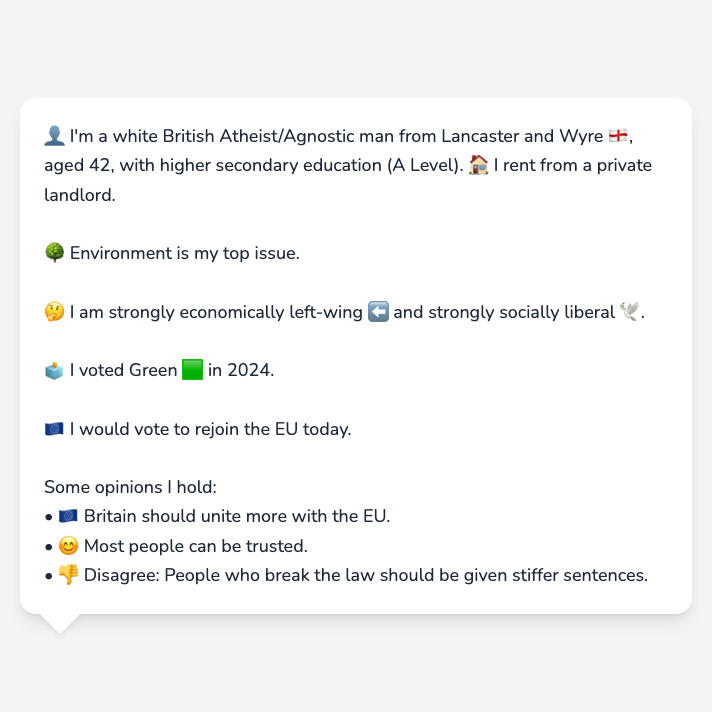 👤 I'm a white British Atheist/Agnostic man from Lancaster and Wyre 🏴󠁧󠁢󠁥󠁮󠁧󠁿,
aged 42, with higher secondary education (A Level). 🏠 I rent from a private
landlord.
🌳 Environment is my top issue.
🤔 I am strongly economically left-wing ⬅️ and strongly socially liberal 🕊️.
🗳️ I voted Green 🟩 in 2024.
🇪🇺 I would vote to rejoin the EU today.
Some opinions I hold:
• 🇪🇺 Britain should unite more with the EU.
• 😊 Most people can be trusted.
• 👎 Disagree: People who break the law should be given stiffer sentences.